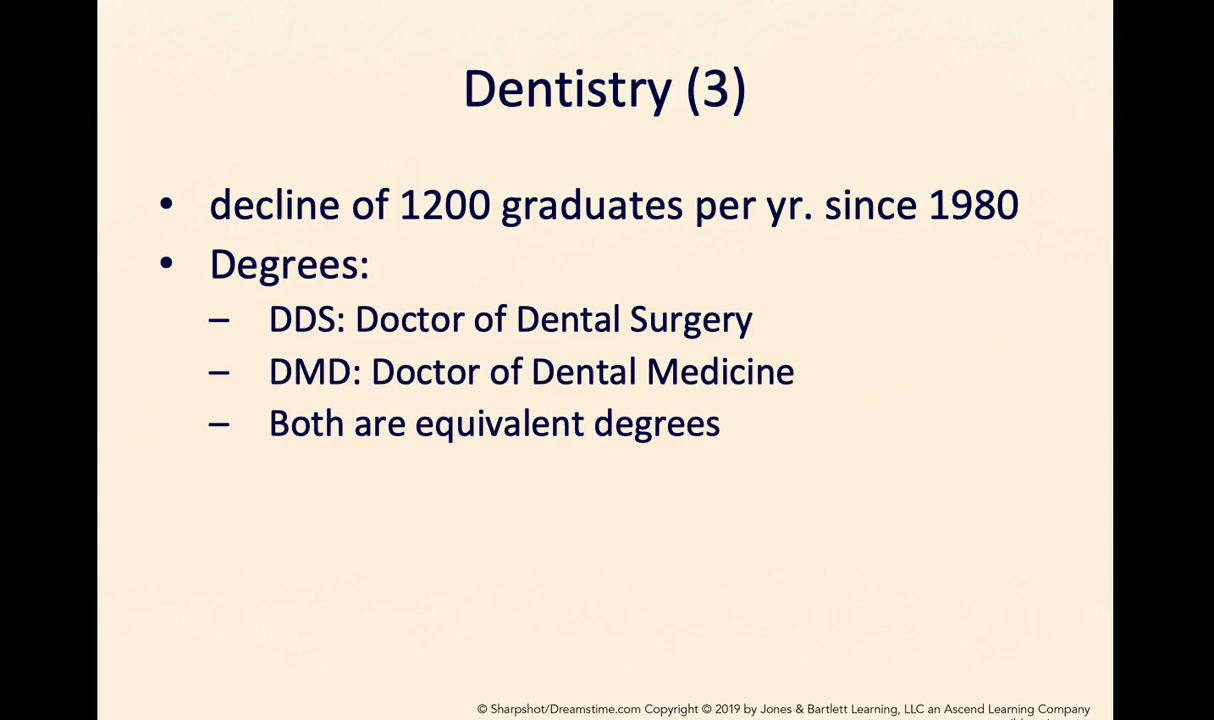 Dentistry (3)
• decline of 1200 graduates per yr. since 1980
• Degrees:
– DDS: Doctor of Dental Surgery
– DMD: Doctor of Dental Medicine
– Both are equivalent degrees
© Sharpshot/Dreamstime.com Copyright © 2019 by Jones & Bartlett Learning, LLC an Ascend Learning Company